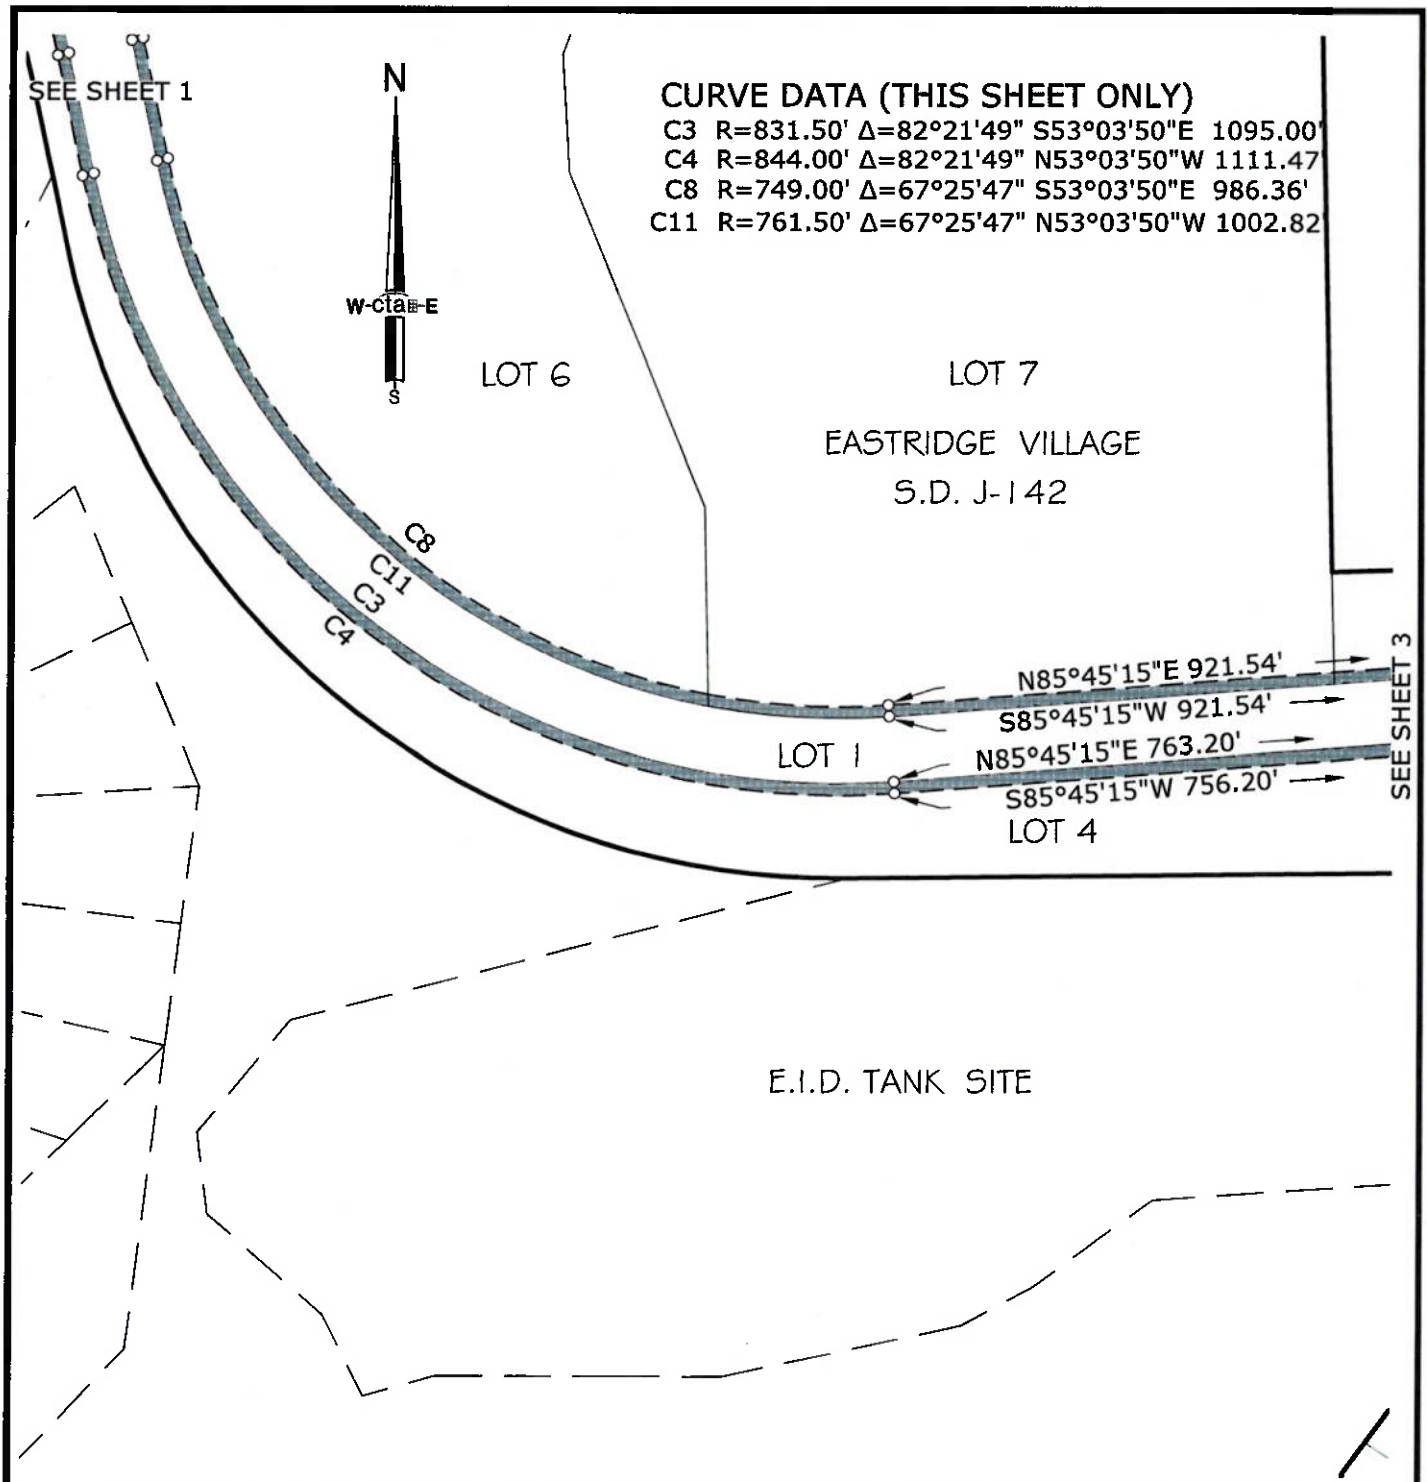 SEE SHEET 1
N
CURVE DATA (THIS SHEET ONLY)
C3 R=831.50' Δ=82°21'49" S53°03'50"E 1095.00'
C4 R=844.00' Δ=82°21'49" N53°03'50"W 1111.47'
C8 R=749.00' Δ=67°25'47" S53°03'50"E 986.36'
C11 R=761.50' Δ=67°25'47" N53°03'50"W 1002.82'
W-cta-E
S
LOT 6
LOT 7
EASTRIDGE VILLAGE
S.D. J-142
C8
C11
C3
C4
N85°45'15"E 921.54'
S85°45'15"W 921.54'
N85°45'15"E 763.20'
S85°45'15"W 756.20'
SEE SHEET 3
LOT 1
LOT 4
E.I.D. TANK SITE